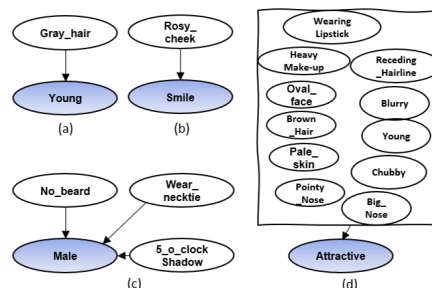 Gray_hair
Young
(a)
Rosy_
cheek
Smile
(b)
No_beard
Wear_
necktie
Male
5_o_clock
Shadow
(c)
Wearing
Lipstick
Heavy
Make-up
Receding
_Hairline
Oval_
face
Blurry
Brown
_Hair
Young
Pale_
skin
Chubby
Pointy
_Nose
Big_
Nose
Attractive
(d)